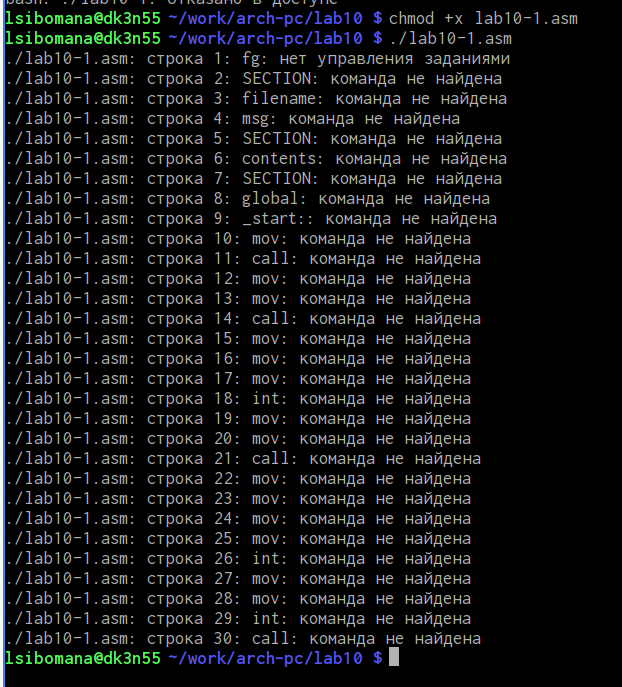 bash: ./lab10-1: Отказано в доступе
lsibomana@dk3n55 ~/work/arch-pc/lab10 $ chmod +x lab10-1.asm
lsibomana@dk3n55 ~/work/arch-pc/lab10 $ ./lab10-1.asm
./lab10-1.asm: строка 1: fg: нет управления заданиями
./lab10-1.asm: строка 2: SECTION: команда не найдена
./lab10-1.asm: строка 3: filename: команда не найдена
./lab10-1.asm: строка 4: msg: команда не найдена
./lab10-1.asm: строка 5: SECTION: команда не найдена
./lab10-1.asm: строка 6: contents: команда не найдена
./lab10-1.asm: строка 7: SECTION: команда не найдена
./lab10-1.asm: строка 8: global: команда не найдена
./lab10-1.asm: строка 9: _start:: команда не найдена
./lab10-1.asm: строка 10: mov: команда не найдена
./lab10-1.asm: строка 11: call: команда не найдена
./lab10-1.asm: строка 12: mov: команда не найдена
./lab10-1.asm: строка 13: mov: команда не найдена
./lab10-1.asm: строка 14: call: команда не найдена
./lab10-1.asm: строка 15: mov: команда не найдена
./lab10-1.asm: строка 16: mov: команда не найдена
./lab10-1.asm: строка 17: mov: команда не найдена
./lab10-1.asm: строка 18: int: команда не найдена
./lab10-1.asm: строка 19: mov: команда не найдена
./lab10-1.asm: строка 20: mov: команда не найдена
./lab10-1.asm: строка 21: call: команда не найдена
./lab10-1.asm: строка 22: mov: команда не найдена
./lab10-1.asm: строка 23: mov: команда не найдена
./lab10-1.asm: строка 24: mov: команда не найдена
./lab10-1.asm: строка 25: mov: команда не найдена
./lab10-1.asm: строка 26: int: команда не найдена
./lab10-1.asm: строка 27: mov: команда не найдена
./lab10-1.asm: строка 28: mov: команда не найдена
./lab10-1.asm: строка 29: int: команда не найдена
./lab10-1.asm: строка 30: call: команда не найдена
lsibomana@dk3n55 ~/work/arch-pc/lab10 $